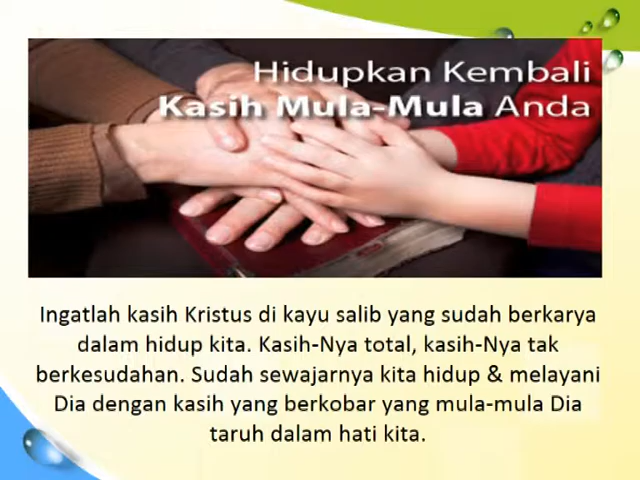 Hidupkan Kembali
Kasih Mula-Mula Anda
Ingatlah kasih Kristus di kayu salib yang sudah berkarya
dalam hidup kita. Kasih-Nya total, kasih-Nya tak
berkesudahan. Sudah sewajarnya kita hidup & melayani
Dia dengan kasih yang berkobar yang mula-mula Dia
taruh dalam hati kita.